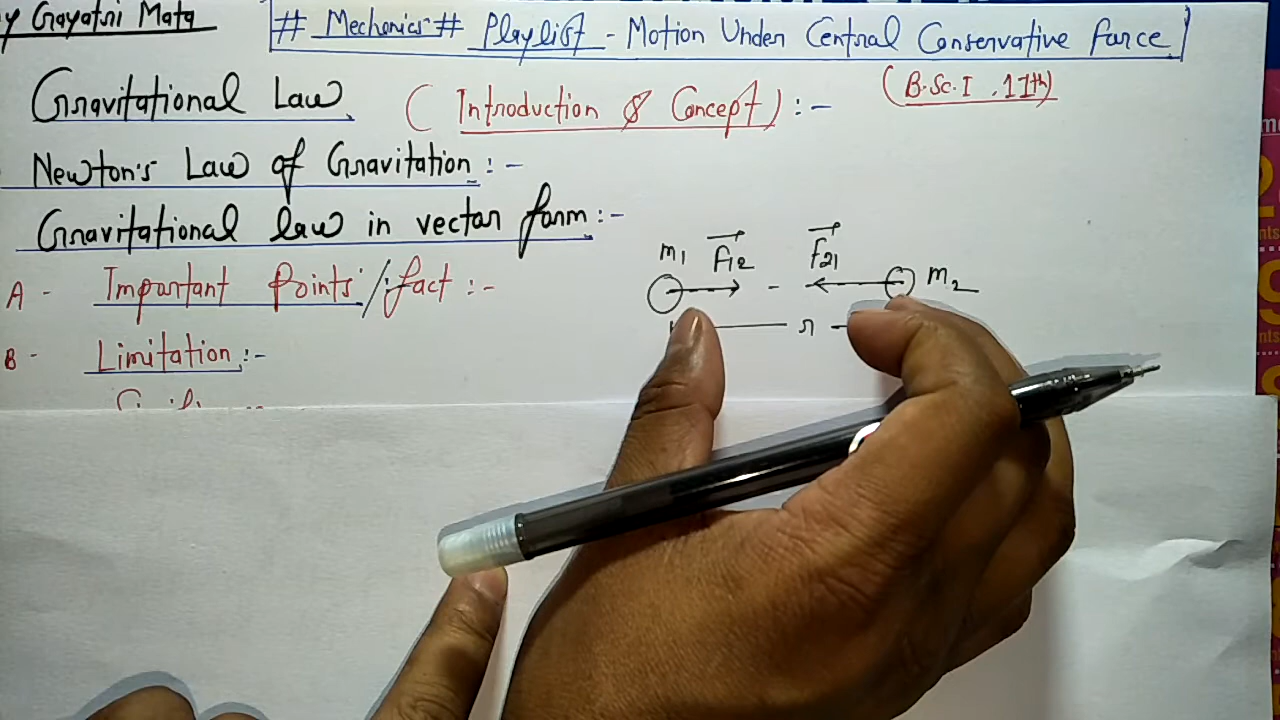 y Gayatri Mata
# Mechanics # Playlist - Motion Under Central Conservative force
Gravitational Law ( Introduction & Concept ) :-
(B.Sc. I , 11th)
Newton's Law of Gravitation :-
Gravitational law in vector form :-
A - Important Points / fact :-
B - Limitation :-
m₁ F₁₂ F₂₁ m₂
r